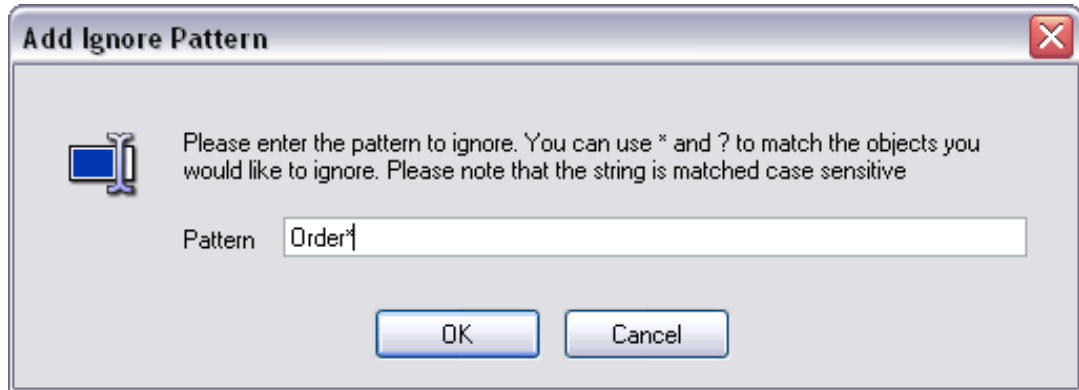 Add Ignore Pattern
Please enter the pattern to ignore. You can use * and ? to match the objects you
would like to ignore. Please note that the string is matched case sensitive
Pattern Order*
OK Cancel